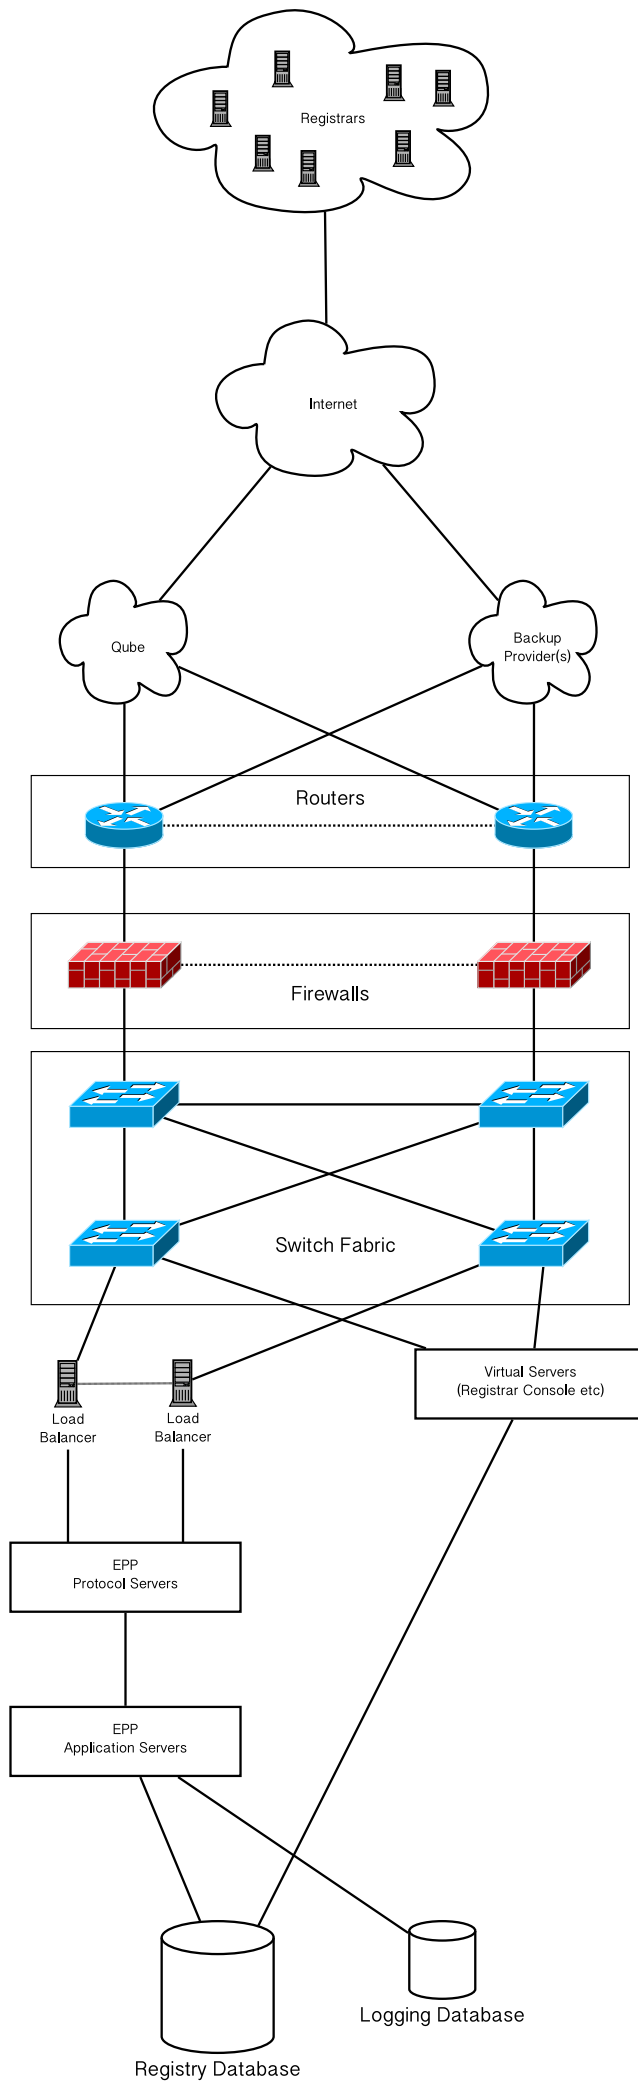 Registrars
Internet
Qube
Backup
Provider(s)
Routers
Firewalls
Switch Fabric
Load
Balancer
Load
Balancer
Virtual Servers
(Registrar Console etc)
EPP
Protocol Servers
EPP
Application Servers
Logging Database
Registry Database